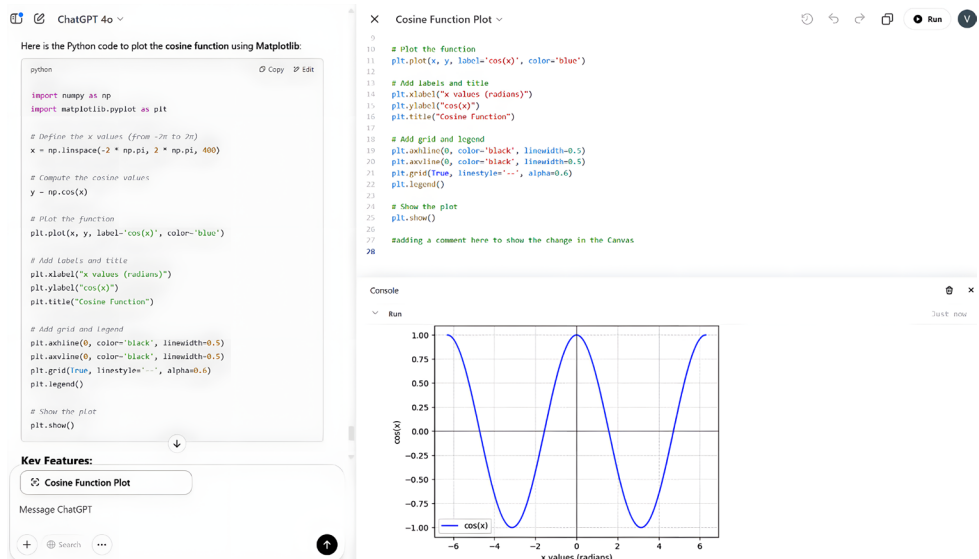 ChatGPT 4o
Here is the Python code to plot the cosine function using Matplotlib:
python
Copy
Edit
import numpy as np
import matplotlib.pyplot as plt
# Define the x values (from -2π to 2π)
x = np.linspace(-2 * np.pi, 2 * np.pi, 400)
# Compute the cosine values
y = np.cos(x)
# Plot the function
plt.plot(x, y, label='cos(x)', color='blue')
# Add labels and title
plt.xlabel("x values (radians)")
plt.ylabel("cos(x)")
plt.title("Cosine Function")
# Add grid and legend
plt.axhline(0, color='black', linewidth=0.5)
plt.axvline(0, color='black', linewidth=0.5)
plt.grid(True, linestyle='--', alpha=0.6)
plt.legend()
# Show the plot
plt.show()
Key Features:
Cosine Function Plot
Message ChatGPT
Search
Cosine Function Plot
Run
V
9
10 # Plot the function
11 plt.plot(x, y, label='cos(x)', color='blue')
12
13 # Add labels and title
14 plt.xlabel("x values (radians)")
15 plt.ylabel("cos(x)")
16 plt.title("Cosine Function")
17
18 # Add grid and legend
19 plt.axhline(0, color='black', linewidth=0.5)
20 plt.axvline(0, color='black', linewidth=0.5)
21 plt.grid(True, linestyle='--', alpha=0.6)
22 plt.legend()
23
24 # Show the plot
25 plt.show()
26
27 #adding a comment here to show the change in the Canvas
28
Console
Run
Just now
1.00
0.75
0.50
0.25
0.00
−0.25
−0.50
−0.75
−1.00
cos(x)
cos(x)
−6 −4 −2 0 2 4 6
x values (radians)